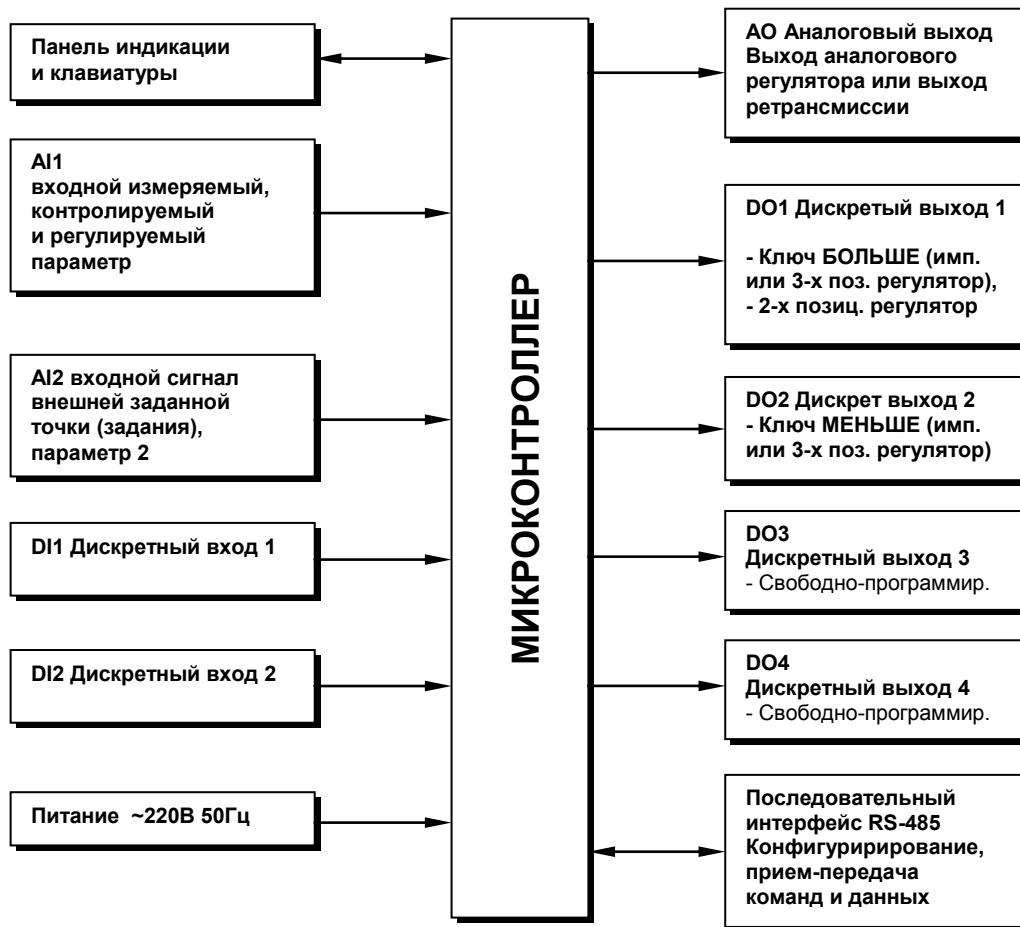 Панель индикации
и клавиатуры
AI1
входной измеряемый,
контролируемый
и регулируемый
параметр
AI2 входной сигнал
внешней заданной
точки (задания),
параметр 2
DI1 Дискретный вход 1
DI2 Дискретный вход 2
Питание ~220В 50Гц
МИКРОКОНТРОЛЛЕР
АО Аналоговый выход
Выход аналогового
регулятора или выход
ретрансмиссии
DO1 Дискретый выход 1
- Ключ БОЛЬШЕ (имп.
или 3-х поз. регулятор),
- 2-х позиц. регулятор
DO2 Дискрет выход 2
- Ключ МЕНЬШЕ (имп.
или 3-х поз. регулятор)
DO3
Дискретный выход 3
- Свободно-программир.
DO4
Дискретный выход 4
- Свободно-программир.
Последовательный
интерфейс RS-485
Конфигуририрование,
прием-передача
команд и данных